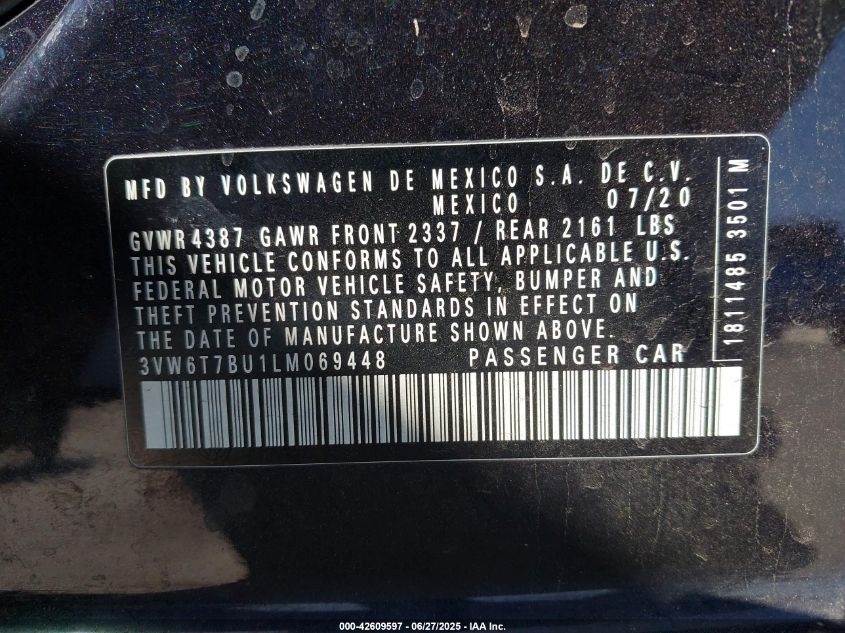 MFD BY VOLKSWAGEN DE MEXICO S.A. DE C.V.
MEXICO 07/20
GVWR 4387 GAWR FRONT 2337 / REAR 2161 LBS
THIS VEHICLE CONFORMS TO ALL APPLICABLE U.S.
FEDERAL MOTOR VEHICLE SAFETY, BUMPER AND
THEFT PREVENTION STANDARDS IN EFFECT ON
THE DATE OF MANUFACTURE SHOWN ABOVE.
3VW6T7BU1LM069448 PASSENGER CAR
1811485 3501 M
000-42609597 - 06/27/2025 - IAA Inc.